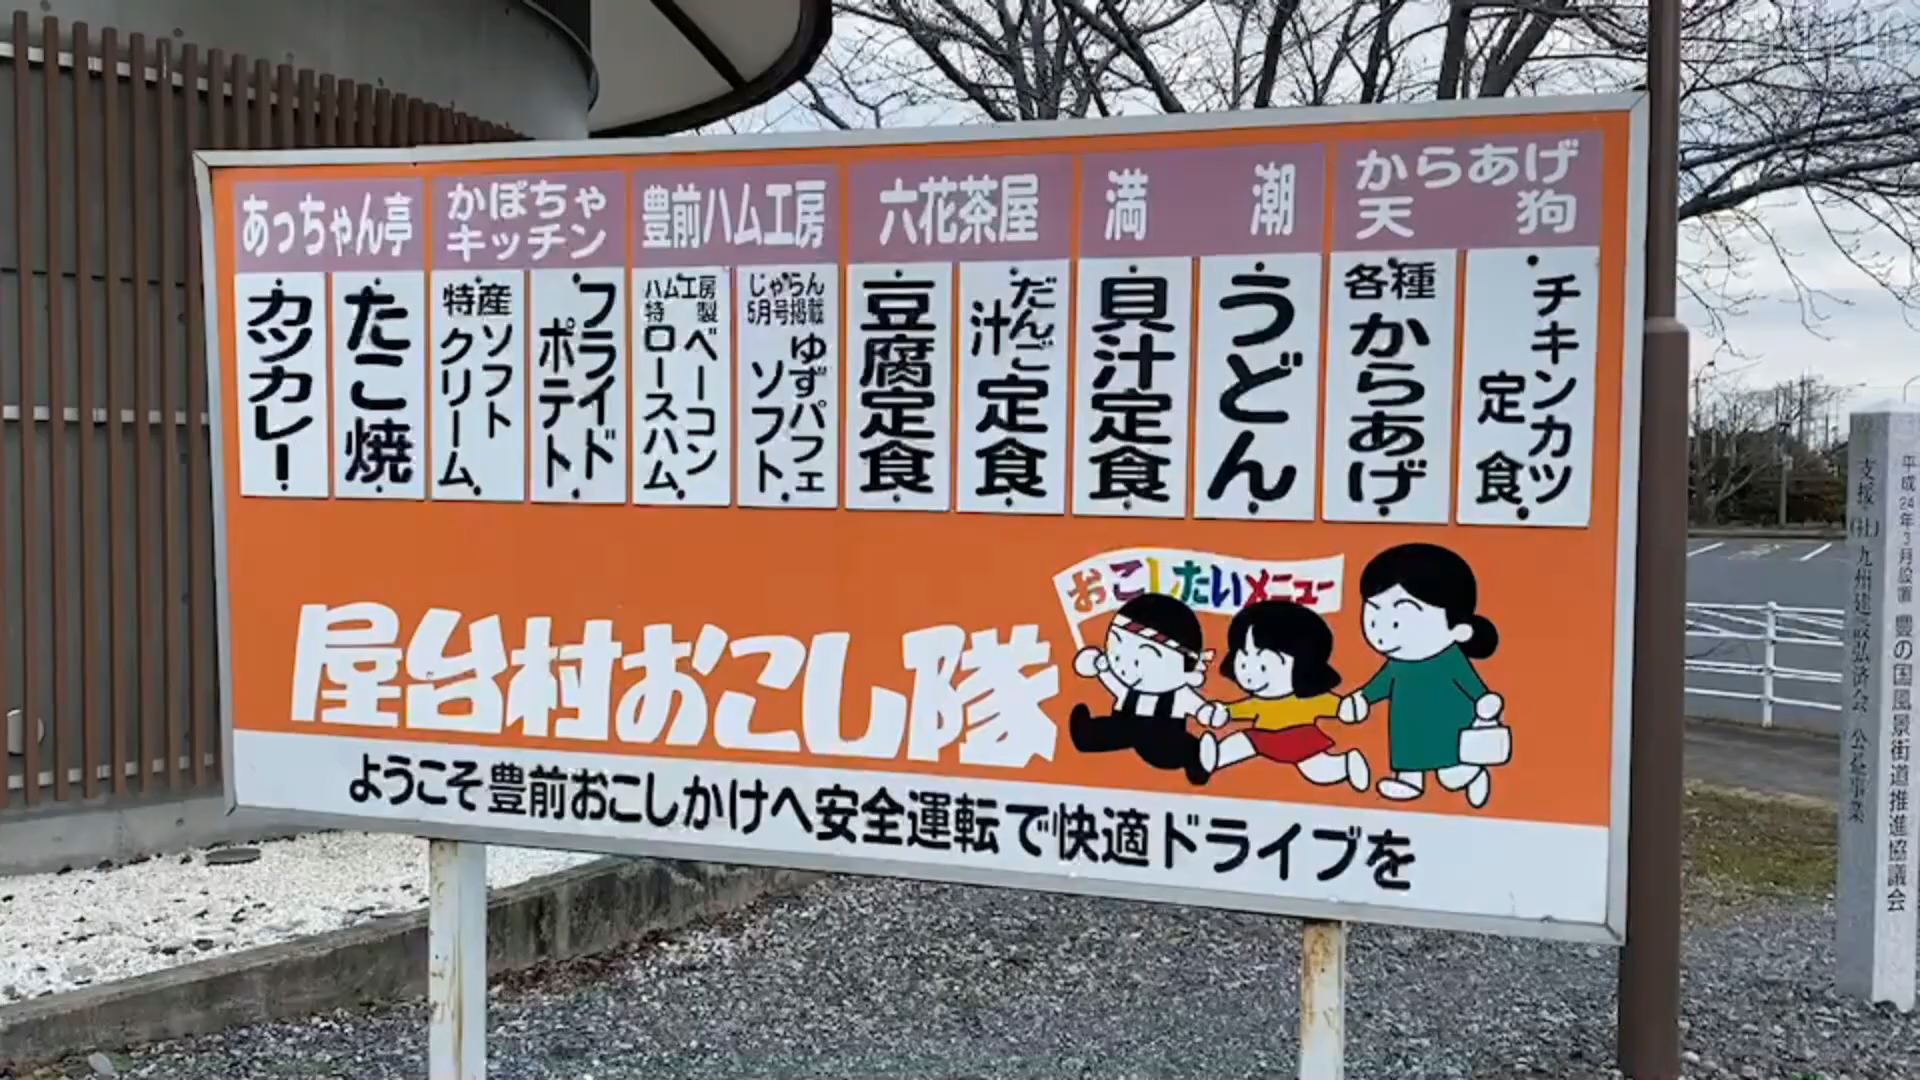 あっちゃん亭
かぼちゃ
キッチン
豊前ハム工房
六花茶屋
満潮
からあげ
天狗
カツカレー
たこ焼
特産
ソフト
クリーム
フライド
ポテト
ハム工房
特製
ベーコン
ロースハム
じゃらん
5月号掲載
ゆずパフェ
ソフト
豆腐定食
だんご
汁定食
貝汁定食
うどん
各種
からあげ
チキンカツ
定食
おこしたいメニュー
屋台村おこし隊
ようこそ豊前おこしかけへ安全運転で快適ドライブを
平成24年3月設置 豊の国風景街道推進協議会
支援 (社)九州建設弘済会 公益事業